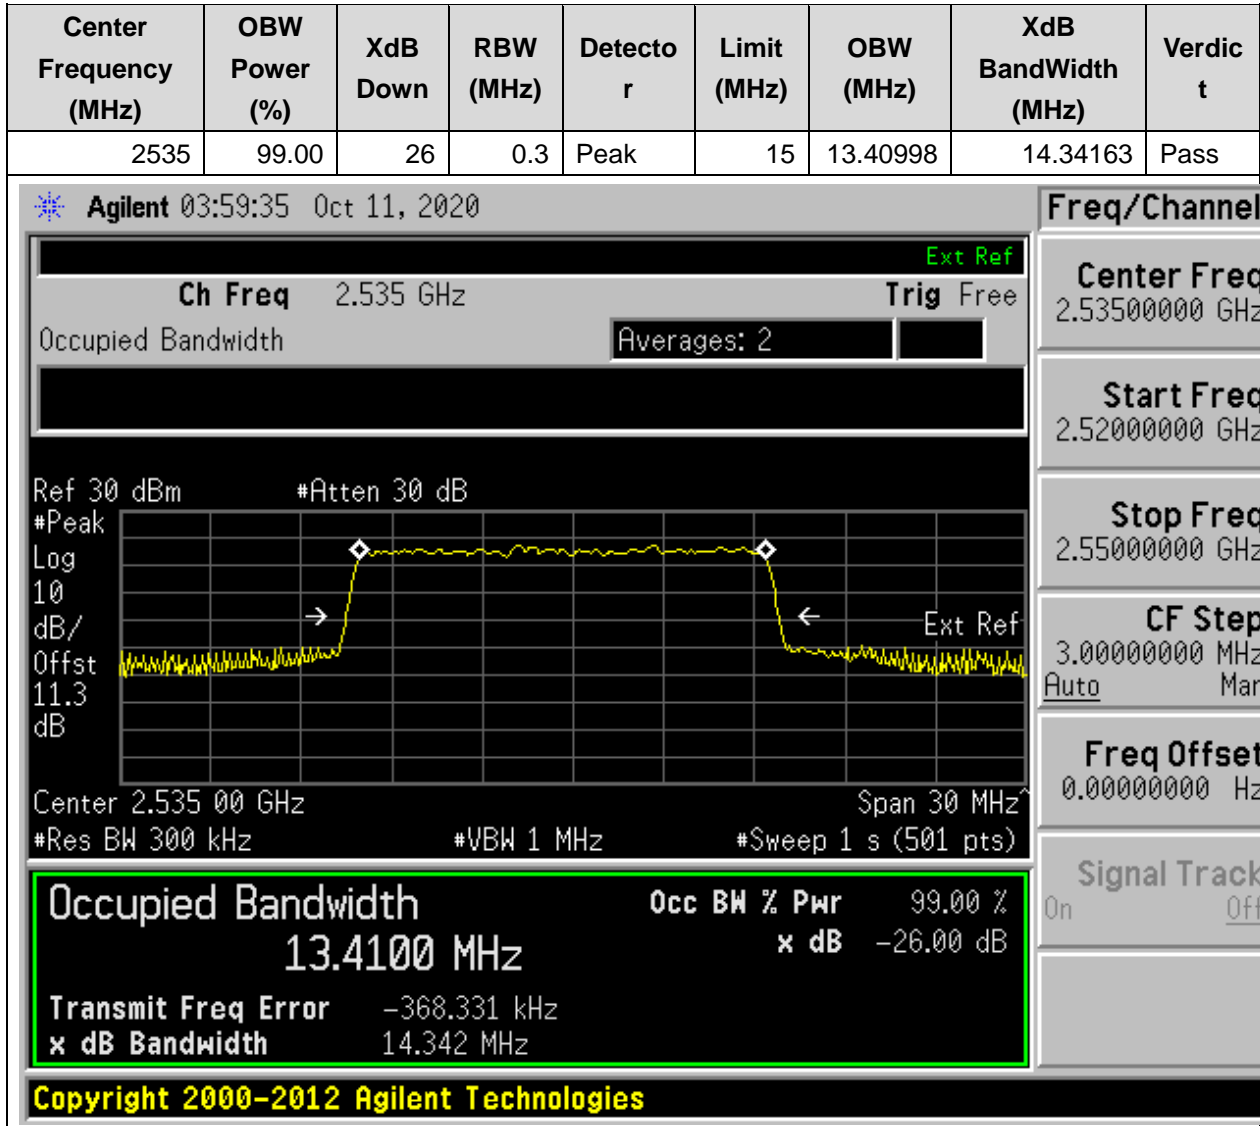 Center Frequency (MHz) OBW Power (%) XdB Down RBW (MHz) Detecto r Limit (MHz) OBW (MHz) XdB BandWidth (MHz) Verdic t
2535 99.00 26 0.3 Peak 15 13.40998 14.34163 Pass
Agilent 03:59:35 Oct 11, 2020
Freq/Channel
Ext Ref
Ch Freq 2.535 GHz Trig Free
Occupied Bandwidth Averages: 2
Center Freq
2.53500000 GHz
Start Freq
2.52000000 GHz
Stop Freq
2.55000000 GHz
CF Step
3.00000000 MHz
Auto Man
Freq Offset
0.00000000 Hz
Signal Track
On Off
Ref 30 dBm #Atten 30 dB
#Peak
Log
10
dB/
Offst
11.3
dB
Ext Ref
Center 2.535 00 GHz Span 30 MHz^
#Res BW 300 kHz #VBW 1 MHz #Sweep 1 s (501 pts)
Occupied Bandwidth
13.4100 MHz
Occ BW % Pwr 99.00 %
x dB -26.00 dB
Transmit Freq Error -368.331 kHz
x dB Bandwidth 14.342 MHz
Copyright 2000-2012 Agilent Technologies